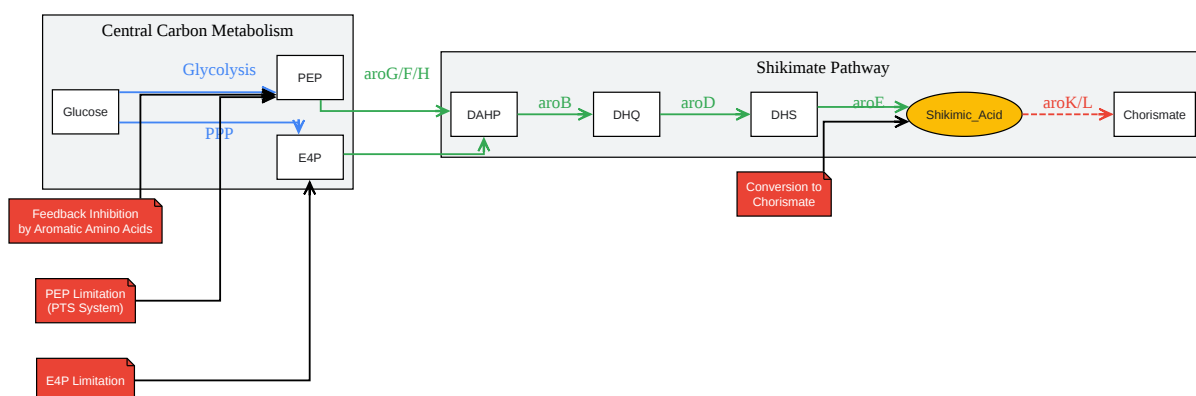 Central Carbon Metabolism
Glycolysis
PEP
aroG/F/H
Shikimate Pathway
Glucose
PPP
E4P
DAHP
aroB
DHQ
aroD
DHS
aroE
Shikimic_Acid
aroK/L
Chorismate
Feedback Inhibition
by Aromatic Amino Acids
Conversion to
Chorismate
PEP Limitation
(PTS System)
E4P Limitation